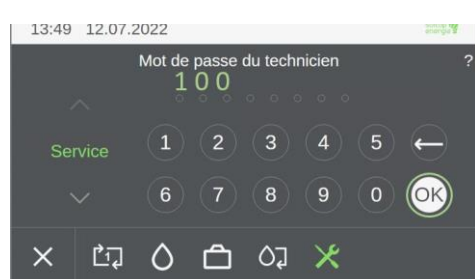 13:49 12.07.2022
Mot de passe du technicien ?
100
Service
1 2 3 4 5
6 7 8 9 0 OK
1